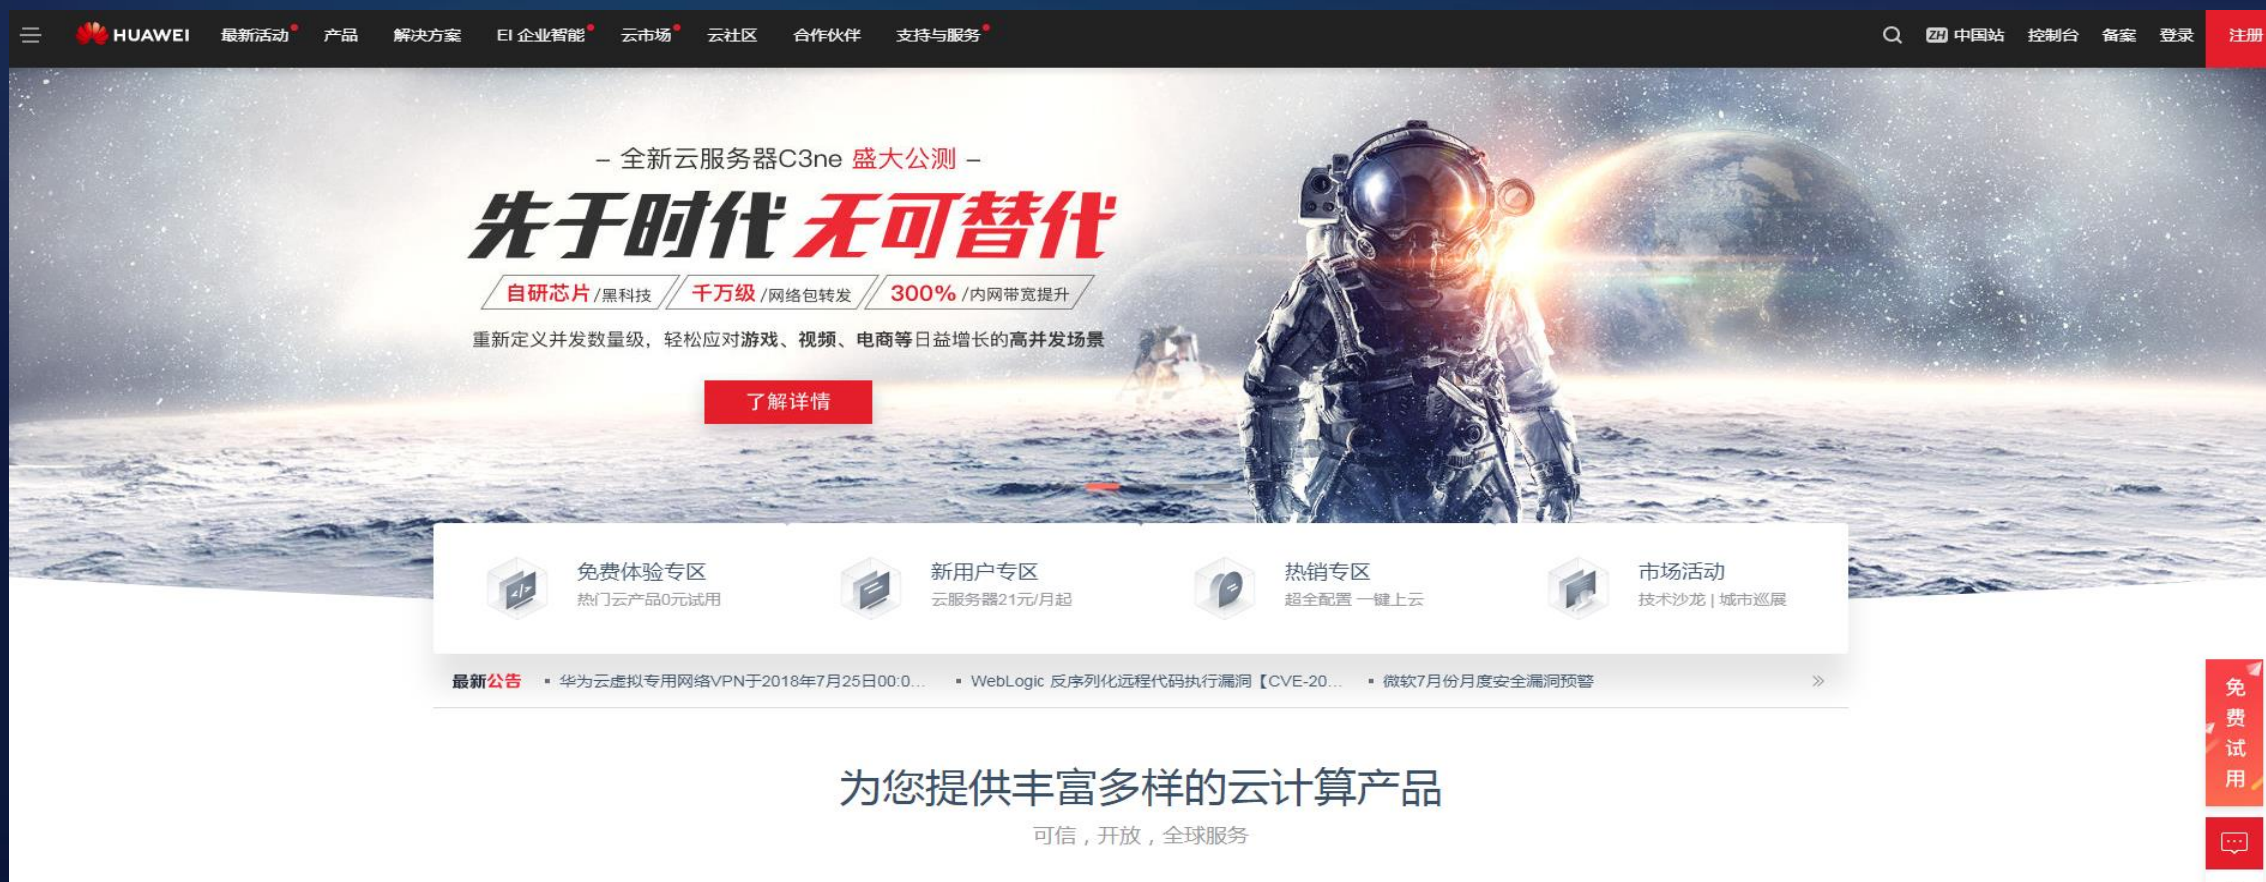 HUAWEI 最新活动 产品 解决方案 EI 企业智能 云市场 云社区 合作伙伴 支持与服务 ZH 中国站 控制台 备案 登录 注册
– 全新云服务器C3ne 盛大公测 –
先于时代 无可替代
自研芯片 /黑科技 千万级 /网络包转发 300% /内网带宽提升
重新定义并发数量级，轻松应对游戏、视频、电商等日益增长的高并发场景
了解详情
免费体验专区
热门云产品0元试用
新用户专区
云服务器21元/月起
热销专区
超全配置 一键上云
市场活动
技术沙龙 | 城市巡展
最新公告 ▪ 华为云虚拟专用网络VPN于2018年7月25日00:0... ▪ WebLogic 反序列化远程代码执行漏洞【CVE-20... ▪ 微软7月份月度安全漏洞预警 »
免费试用
为您提供丰富多样的云计算产品
可信，开放，全球服务